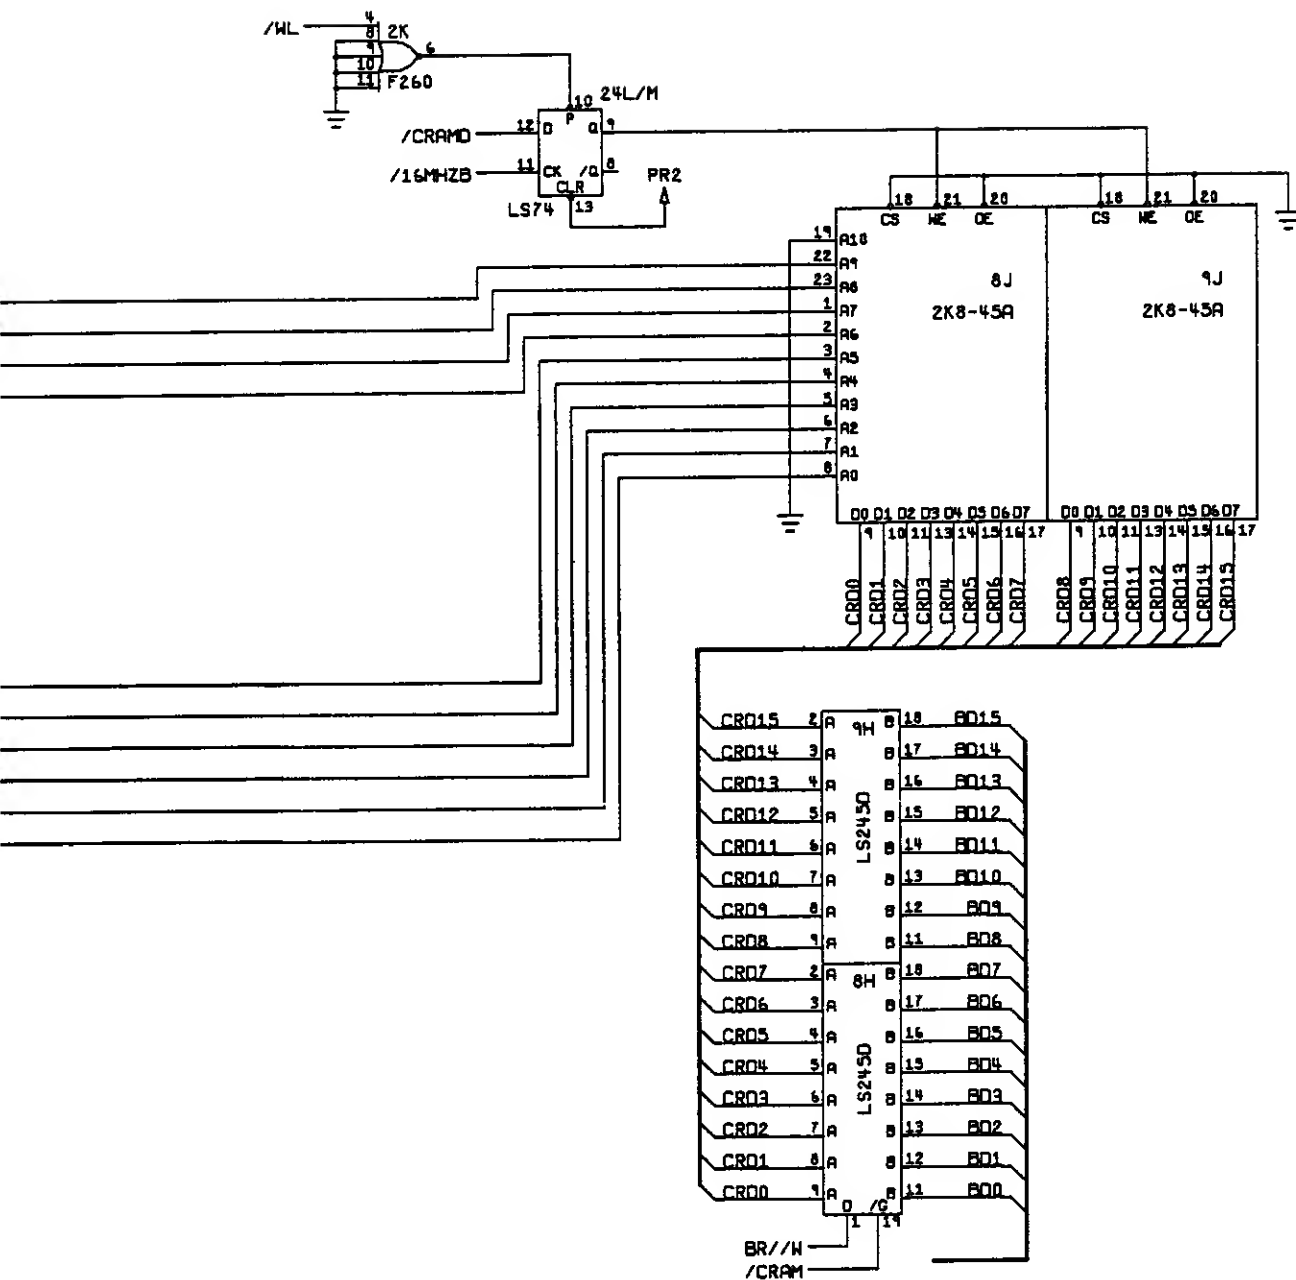 /WL 4 2K
8
9 6
10
11 F260
24L/M
10
/CRAMD 12 D P Q 9
/16MHZB 11 CK /Q 8 PR2
CLR
LS74 13
18 21 20 18 21 20
CS WE OE CS WE OE
19 A10
22 A9
23 A8 8J 9J
1 A7 2K8-45A 2K8-45A
2 A6
3 A5
4 A4
5 A3
6 A2
7 A1
8 A0
D0 D1 D2 D3 D4 D5 D6 D7 D0 D1 D2 D3 D4 D5 D6 D7
9 10 11 13 14 15 16 17 9 10 11 13 14 15 16 17
CRD0 CRD1 CRD2 CRD3 CRD4 CRD5 CRD6 CRD7 CRD8 CRD9 CRD10 CRD11 CRD12 CRD13 CRD14 CRD15
CRD15 2 A 9H B 18 BD15
CRD14 3 A B 17 BD14
CRD13 4 A B 16 BD13
CRD12 5 A B 15 BD12
LS245D
CRD11 6 A B 14 BD11
CRD10 7 A B 13 BD10
CRD9 8 A B 12 BD9
CRD8 9 A B 11 BD8
CRD7 2 A 8H B 18 BD7
CRD6 3 A B 17 BD6
CRD5 4 A B 16 BD5
CRD4 5 A B 15 BD4
LS245D
CRD3 6 A B 14 BD3
CRD2 7 A B 13 BD2
CRD1 8 A B 12 BD1
CRD0 9 A B 11 BD0
D /G
1 19
BR//W
/CRAM